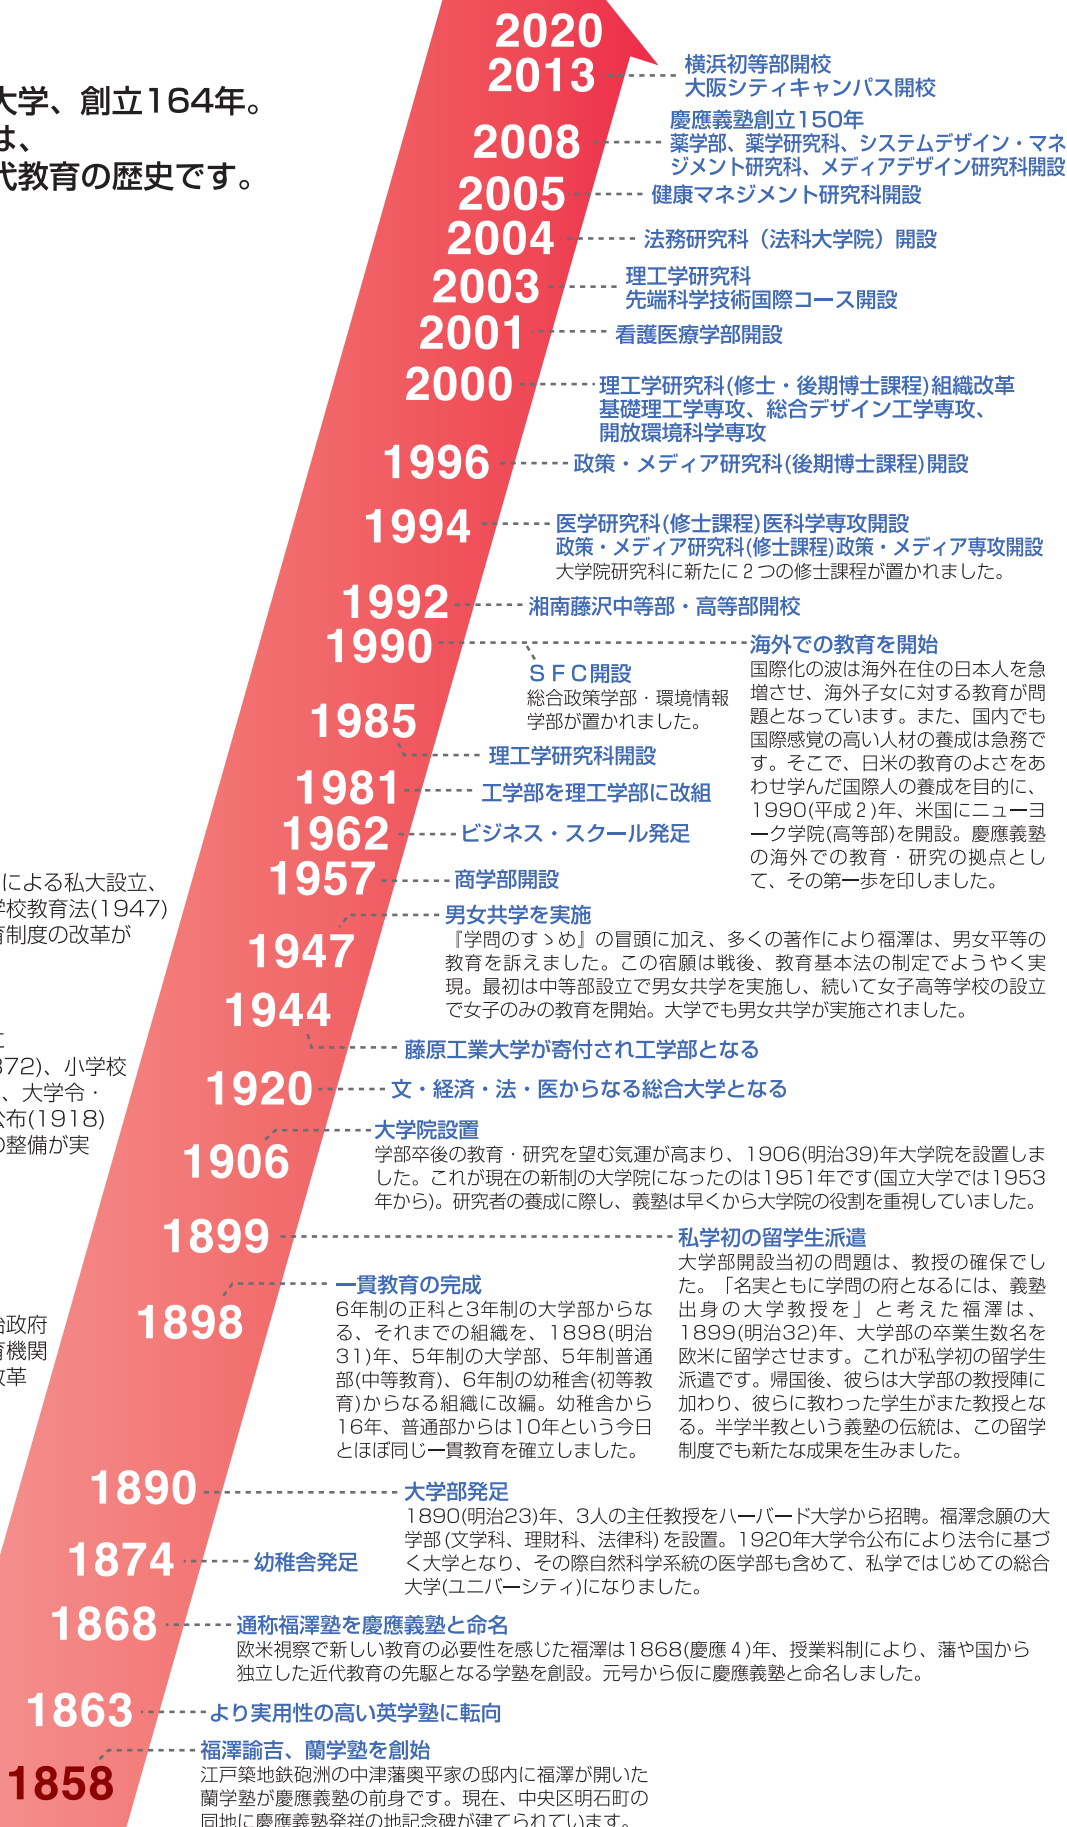 大学、創立164年。
は、
代教育の歴史です。
2020
2013
横浜初等部開校
大阪シティキャンパス開校
2008
慶應義塾創立150年
薬学部、薬学研究科、システムデザイン・マネ
ジメント研究科、メディアデザイン研究科開設
2005
健康マネジメント研究科開設
2004
法務研究科（法科大学院）開設
2003
理工学研究科
先端科学技術国際コース開設
2001
看護医療学部開設
2000
理工学研究科(修士・後期博士課程)組織改革
基礎理工学専攻、総合デザイン工学専攻、
開放環境科学専攻
1996
政策・メディア研究科(後期博士課程)開設
1994
医学研究科(修士課程)医科学専攻開設
政策・メディア研究科(修士課程)政策・メディア専攻開設
大学院研究科に新たに2つの修士課程が置かれました。
1992
湘南藤沢中等部・高等部開校
1990
SFC開設
総合政策学部・環境情報
学部が置かれました。
海外での教育を開始
国際化の波は海外在住の日本人を急
増させ、海外子女に対する教育が問
題となっています。また、国内でも
国際感覚の高い人材の養成は急務で
す。そこで、日米の教育のよさをあ
わせ学んだ国際人の養成を目的に、
1990(平成2)年、米国にニューヨ
ーク学院(高等部)を開設。慶應義塾
の海外での教育・研究の拠点とし
て、その第一歩を印しました。
1985
理工学研究科開設
1981
工学部を理工学部に改組
1962
ビジネス・スクール発足
1957
商学部開設
による私大設立、
学校教育法(1947)
育制度の改革が
1947
男女共学を実施
『学問のすゝめ』の冒頭に加え、多くの著作により福澤は、男女平等の
教育を訴えました。この宿願は戦後、教育基本法の制定でようやく実
現。最初は中等部設立で男女共学を実施し、続いて女子高等学校の設立
で女子のみの教育を開始。大学でも男女共学が実施されました。
1944
藤原工業大学が寄付され工学部となる
872)、小学校
、大学令・
公布(1918)
の整備が実
1920
文・経済・法・医からなる総合大学となる
1906
大学院設置
学部卒後の教育・研究を望む気運が高まり、1906(明治39)年大学院を設置しま
した。これが現在の新制の大学院になったのは1951年です(国立大学では1953
年から)。研究者の養成に際し、義塾は早くから大学院の役割を重視していました。
1899
私学初の留学生派遣
大学部開設当初の問題は、教授の確保でし
た。「名実ともに学問の府となるには、義塾
出身の大学教授を」と考えた福澤は、
1899(明治32)年、大学部の卒業生数名を
欧米に留学させます。これが私学初の留学生
派遣です。帰国後、彼らは大学部の教授陣に
加わり、彼らに教わった学生がまた教授とな
る。半学半教という義塾の伝統は、この留学
制度でも新たな成果を生みました。
1898
一貫教育の完成
6年制の正科と3年制の大学部からな
る、それまでの組織を、1898(明治
31)年、5年制の大学部、5年制普通
部(中等教育)、6年制の幼稚舎(初等教
育)からなる組織に改編。幼稚舎から
16年、普通部からは10年という今日
とほぼ同じ一貫教育を確立しました。
治政府
育機関
改革
1890
大学部発足
1890(明治23)年、3人の主任教授をハーバード大学から招聘。福澤念願の大
学部(文学科、理財科、法律科)を設置。1920年大学令公布により法令に基づ
く大学となり、その際自然科学系統の医学部も含めて、私学ではじめての総合
大学(ユニバーシティ)になりました。
1874
幼稚舎発足
1868
通称福澤塾を慶應義塾と命名
欧米視察で新しい教育の必要性を感じた福澤は1868(慶應4)年、授業料制により、藩や国から
独立した近代教育の先駆となる学塾を創設。元号から仮に慶應義塾と命名しました。
1863
より実用性の高い英学塾に転向
1858
福澤諭吉、蘭学塾を創始
江戸築地鉄砲洲の中津藩奥平家の邸内に福澤が開いた
蘭学塾が慶應義塾の前身です。現在、中央区明石町の
同地に慶應義塾発祥の地記念碑が建てられています。